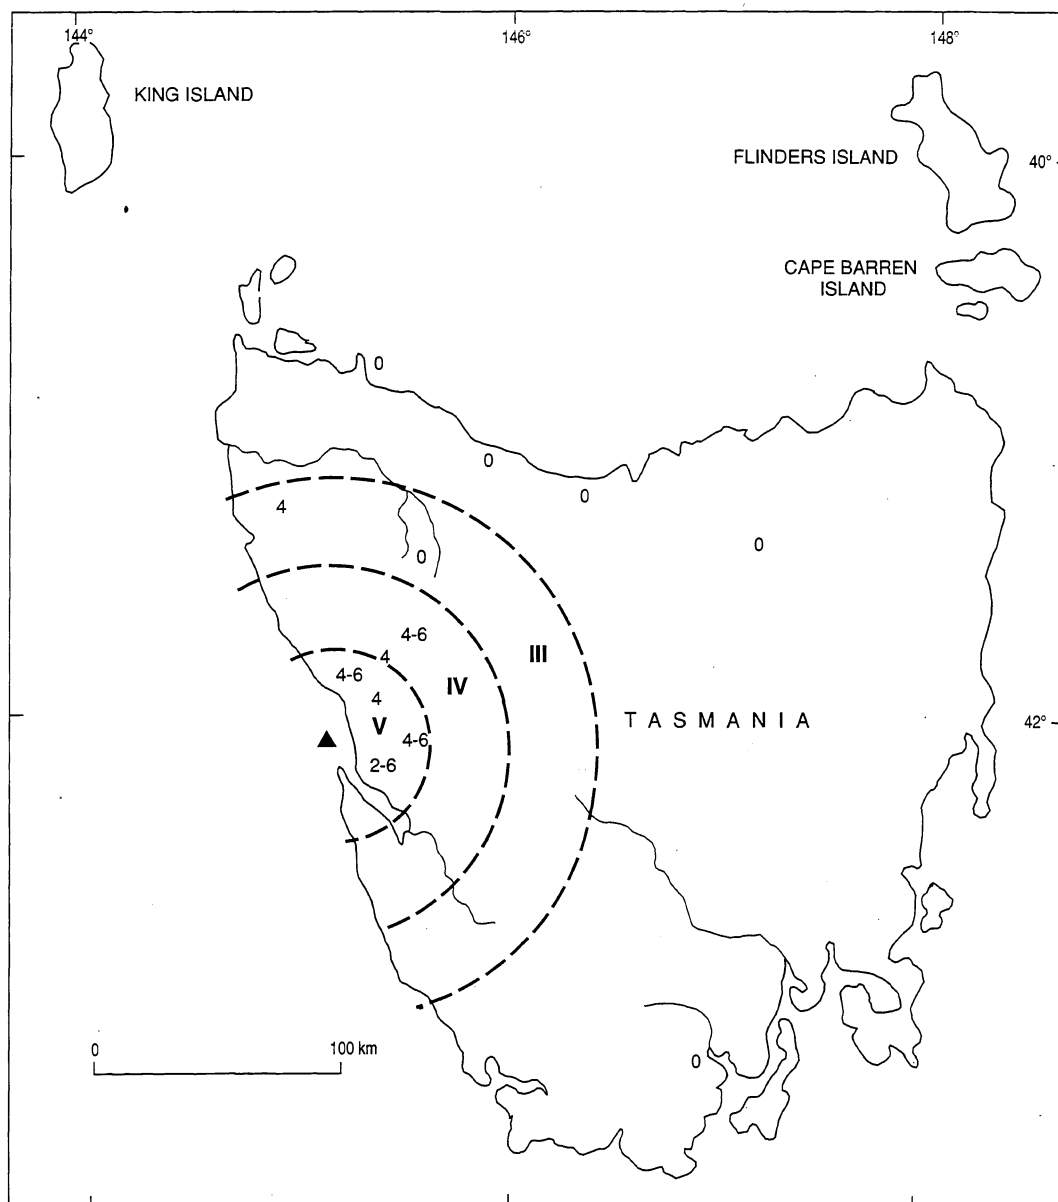 144°
146°
148°
KING ISLAND
FLINDERS ISLAND
40°
CAPE BARREN
ISLAND
0
0
0
4
0
0
4-6
4
III
4-6
IV
4
V
TASMANIA
42°
4-6
2-6
0
100 km
0